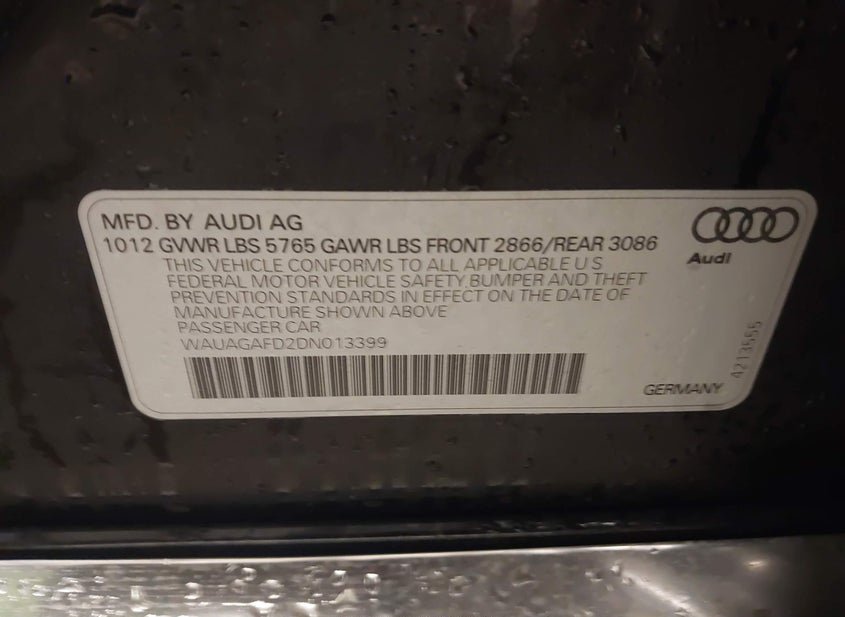 MFD. BY AUDI AG
1012 GVWR LBS 5765 GAWR LBS FRONT 2866/REAR 3086
THIS VEHICLE CONFORMS TO ALL APPLICABLE U S
FEDERAL MOTOR VEHICLE SAFETY,BUMPER AND THEFT
PREVENTION STANDARDS IN EFFECT ON THE DATE OF
MANUFACTURE SHOWN ABOVE
PASSENGER CAR
WAUAGAFD2DN013399
Audi
GERMANY
4213555